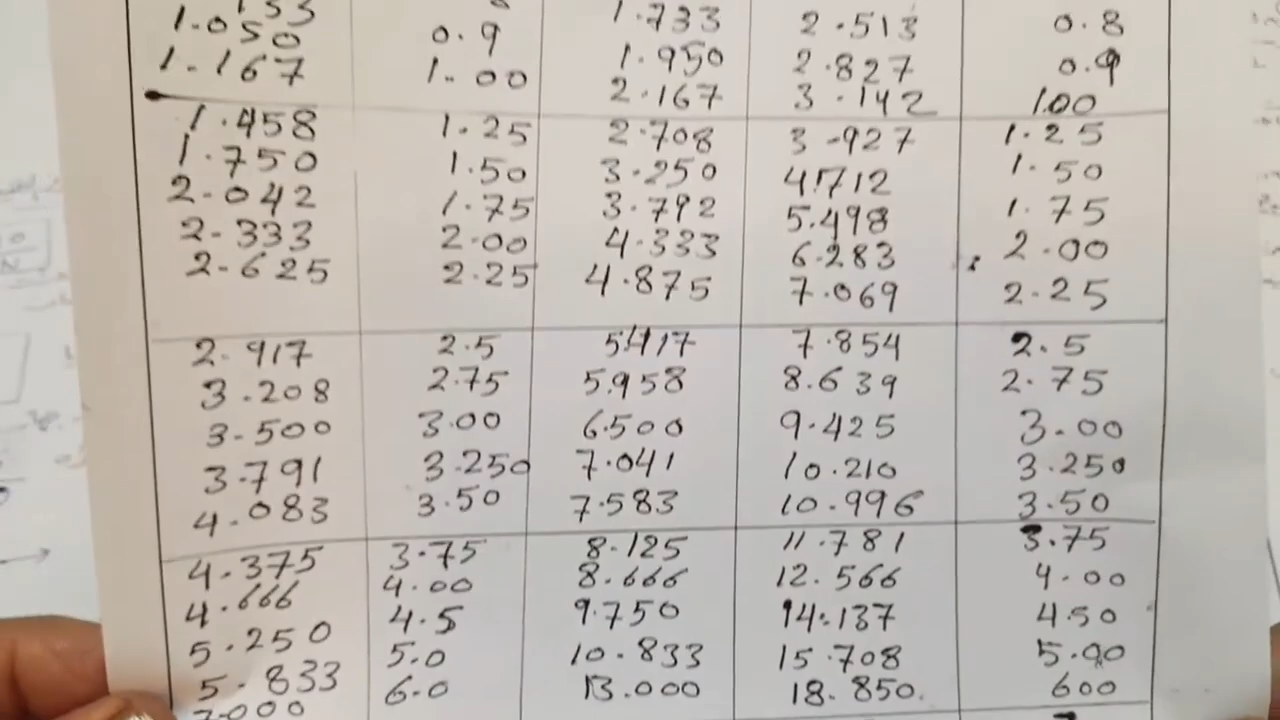 1.050 0.9 1.733 2.513 0.8
1.167 1.00 1.950 2.827 0.9
2.167 3.142 100
1.458 1.25 2.708 3-927 1.25
1.750 1.50 3.250 4.712 1.50
2.042 1.75 3.792 5.498 1.75
2.333 2.00 4.333 6.283 2.00
2.625 2.25 4.875 7.069 2.25
2.917 2.5 5.417 7.854 2.5
3.208 2.75 5.958 8.639 2.75
3-500 3.00 6.500 9.425 3.00
3.791 3.250 7.041 10.210 3.250
4.083 3.50 7.583 10.996 3.50
4.375 3.75 8.125 11.781 3.75
4.666 4.00 8.666 12.566 4.00
5.250 4.5 9.750 14.137 4.50
5.833 5.0 10.833 15.708 5.00
7.000 6.0 13.000 18.850. 600